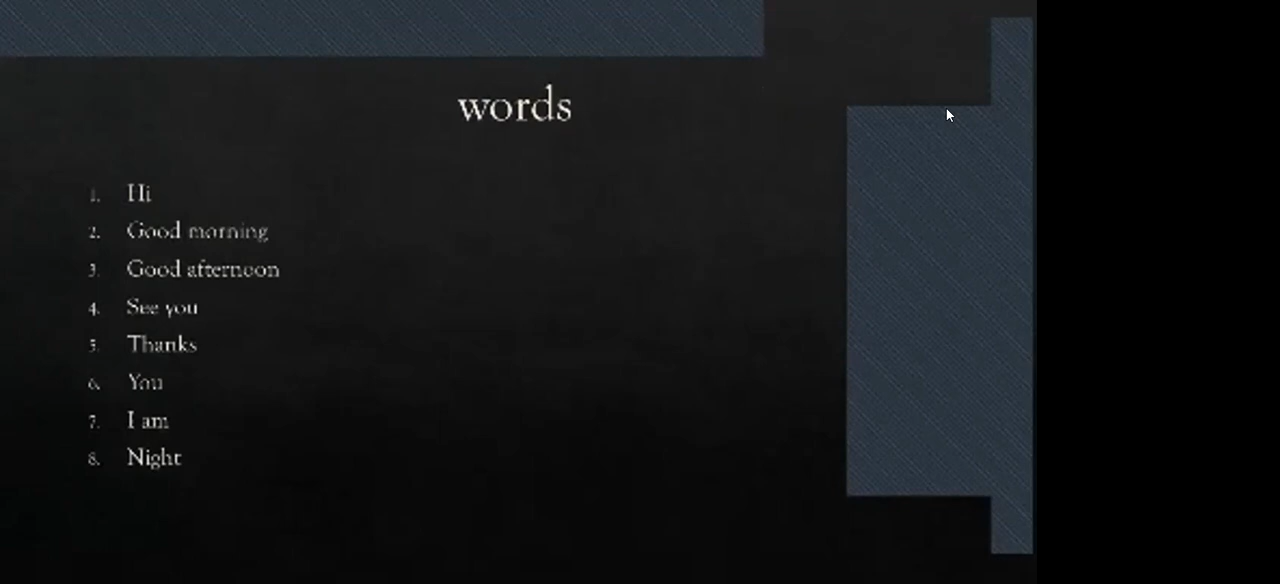 words
1. Hi
2. Good morning
3. Good afternoon
4. See you
5. Thanks
6. You
7. I am
8. Night